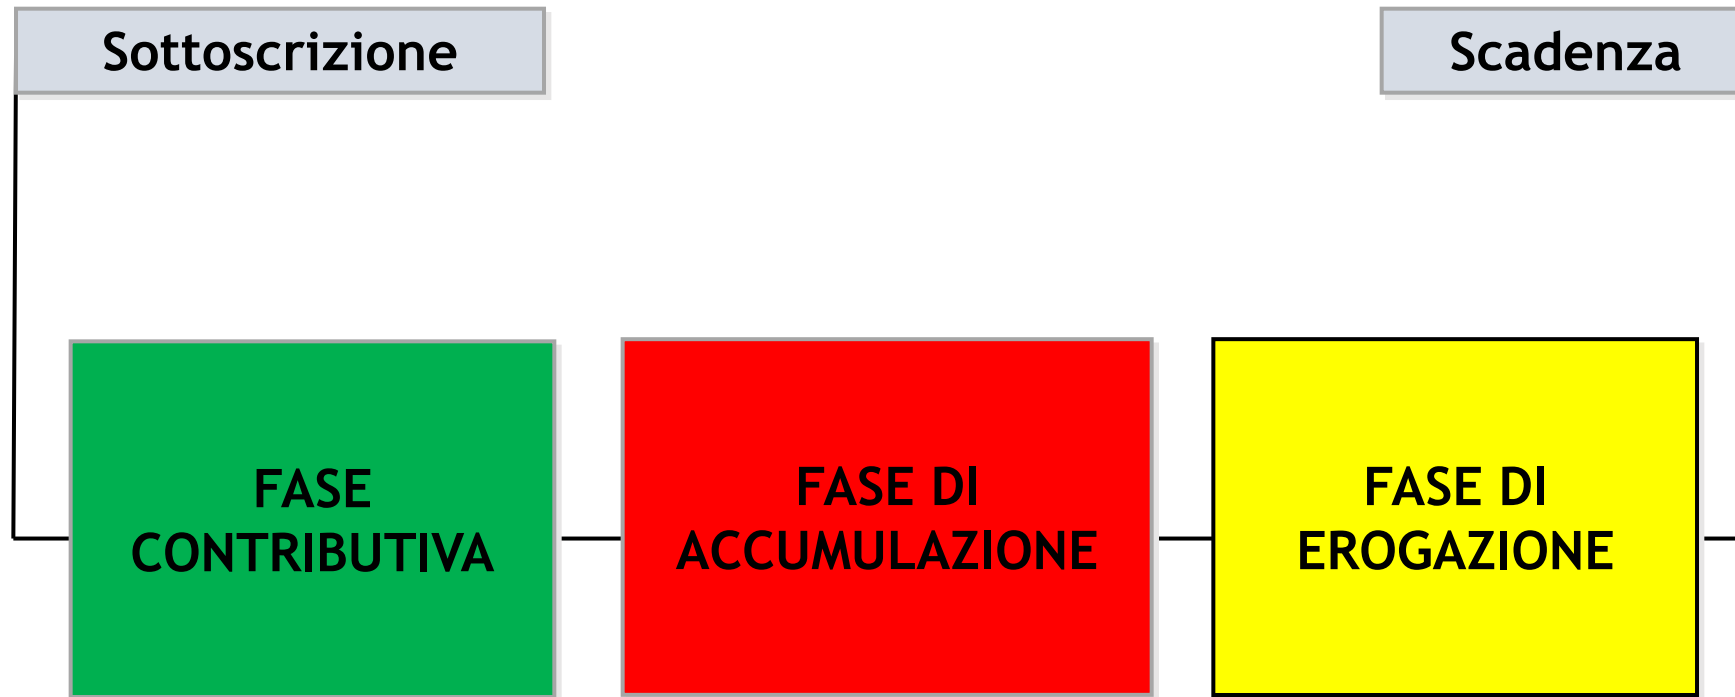 Sottoscrizione
Scadenza
FASE
CONTRIBUTIVA
FASE DI
ACCUMULAZIONE
FASE DI
EROGAZIONE